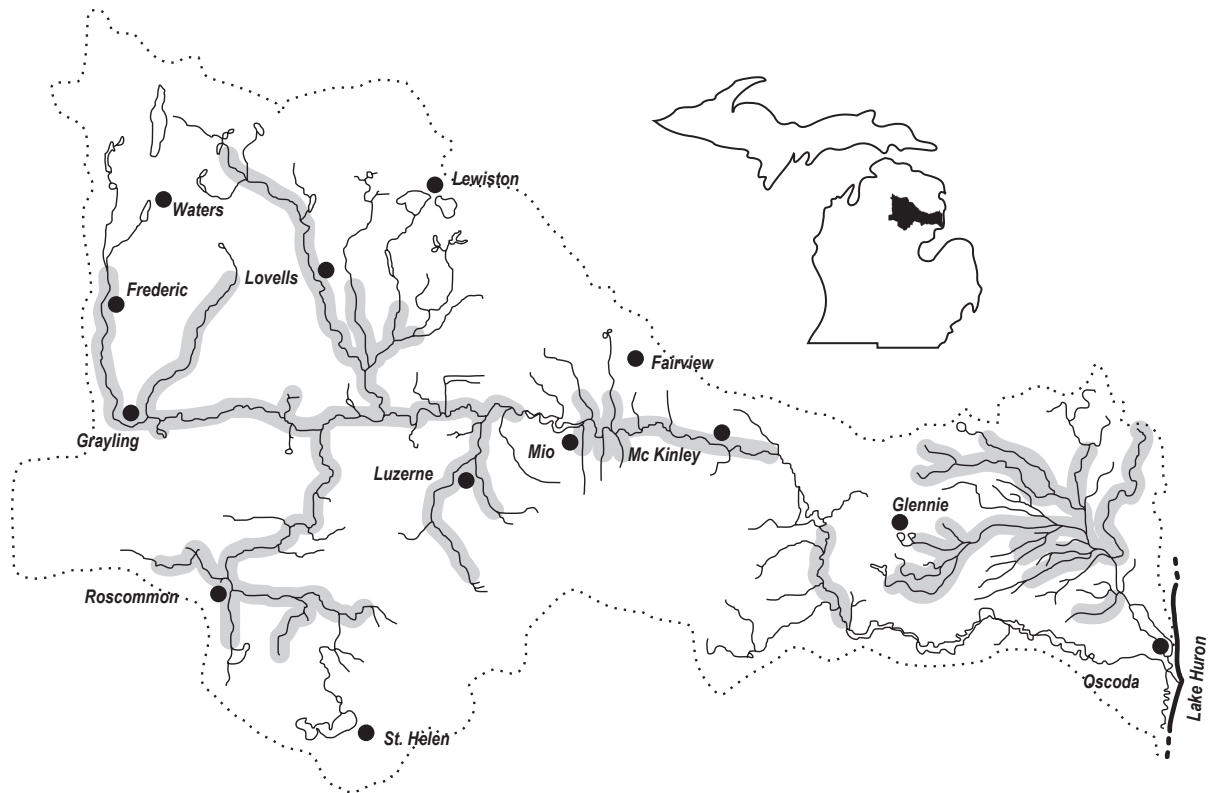 Lewiston
Waters
Lovells
Frederic
Fairview
Grayling
Mio
Mc Kinley
Luzerne
Glennie
Roscommon
Oscoda
Lake Huron
St. Helen